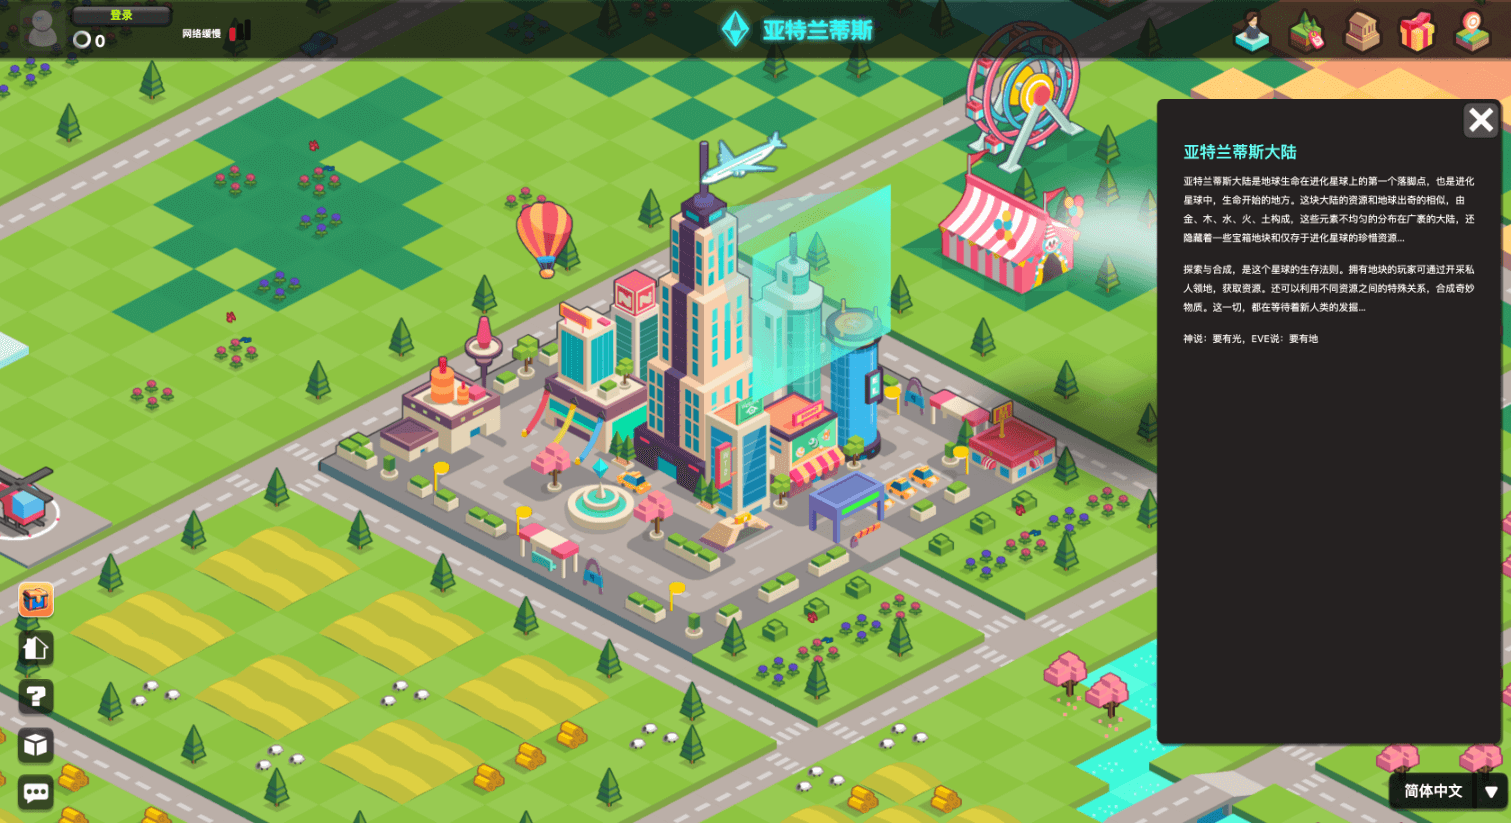 登录
0
网络缓慢
亚特兰蒂斯
亚特兰蒂斯大陆
亚特兰蒂斯大陆是地球生命在进化星球上的第一个落脚点，也是进化
星球中，生命开始的地方。这块大陆的资源和地球出奇的相似，由
金、木、水、火、土构成，这些元素不均匀的分布在广袤的大陆，还
隐藏着一些宝箱地块和仅存于进化星球的珍惜资源...
探索与合成，是这个星球的生存法则。拥有地块的玩家可通过开采私
人领地，获取资源。还可以利用不同资源之间的特殊关系，合成奇妙
物质。这一切，都在等待着新人类的发掘...
神说：要有光，EVE说：要有地
简体中文